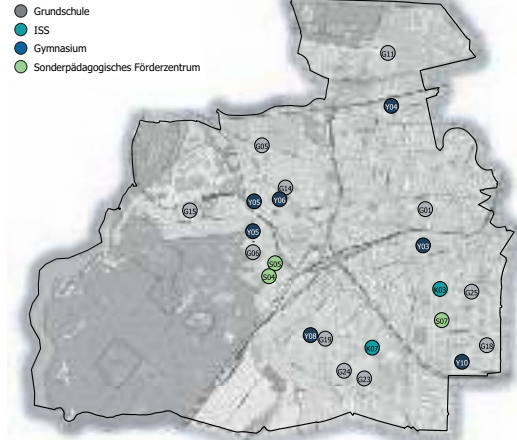 Grundschule
ISS
Gymnasium
Sonderpädagogisches Förderzentrum
G11
Y04
G05
G14
Y05
Y06
G15
G01
Y05
Y03
G06
S05
S04
K03
G25
S07
Y08
G19
K07
G18
Y10
G24
G23